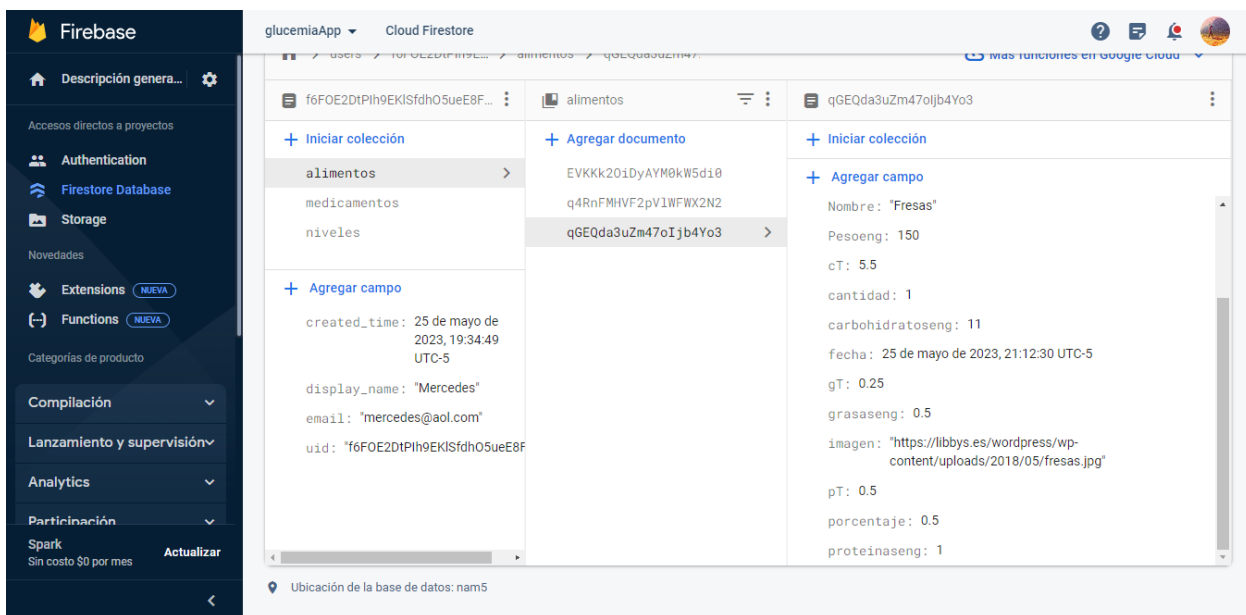 Firebase
glucemiaApp
Cloud Firestore
Descripción genera...
Accesos directos a proyectos
Authentication
Firestore Database
Storage
Novedades
Extensions NUEVA
Functions NUEVA
Categorías de producto
Compilación
Lanzamiento y supervisión
Analytics
Participación
Spark
Sin costo $0 por mes
Actualizar
> users > f6FOE2DtPIh9E... > alimentos > qGEQda3uZm47.
Más funciones en Google Cloud
f6FOE2DtPIh9EKlSfdhO5ueE8F...
+ Iniciar colección
alimentos
medicamentos
niveles
+ Agregar campo
created_time: 25 de mayo de
2023, 19:34:49
UTC-5
display_name: "Mercedes"
email: "mercedes@aol.com"
uid: "f6FOE2DtPIh9EKlSfdhO5ueE8F
alimentos
+ Agregar documento
EVKKk2OiDyAYM0kW5di0
q4RnFMHVF2pVlWFWX2N2
qGEQda3uZm47oIjb4Yo3
qGEQda3uZm47oIjb4Yo3
+ Iniciar colección
+ Agregar campo
Nombre: "Fresas"
Pesoeng: 150
cT: 5.5
cantidad: 1
carbohidratoseng: 11
fecha: 25 de mayo de 2023, 21:12:30 UTC-5
gT: 0.25
grasaseng: 0.5
imagen: "https://libbys.es/wordpress/wp-
content/uploads/2018/05/fresas.jpg"
pT: 0.5
porcentaje: 0.5
proteinaseng: 1
Ubicación de la base de datos: nam5